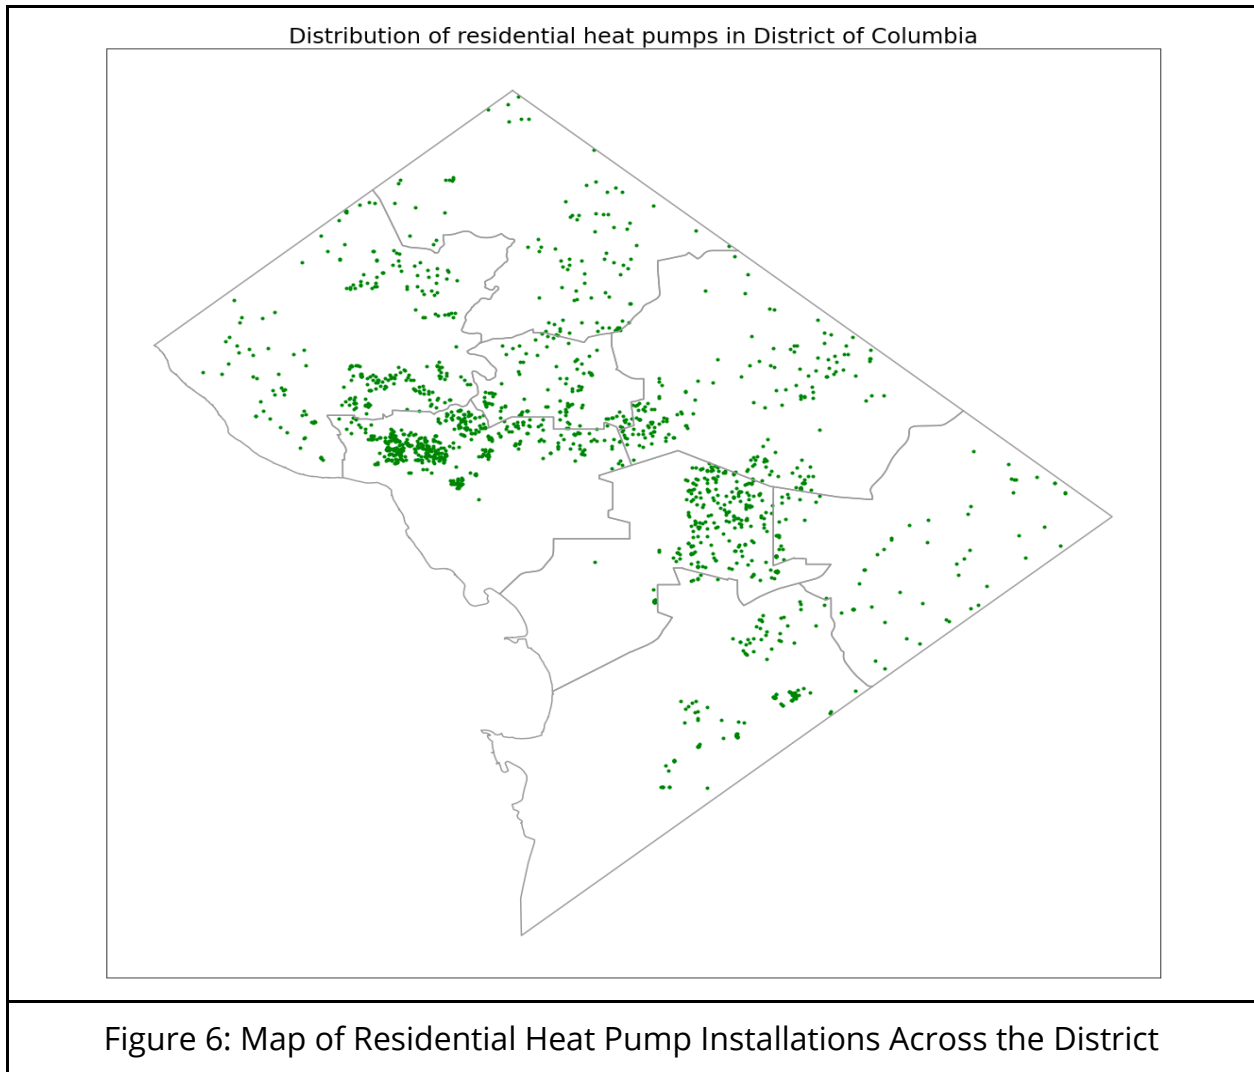 Distribution of residential heat pumps in District of Columbia
Figure 6: Map of Residential Heat Pump Installations Across the District